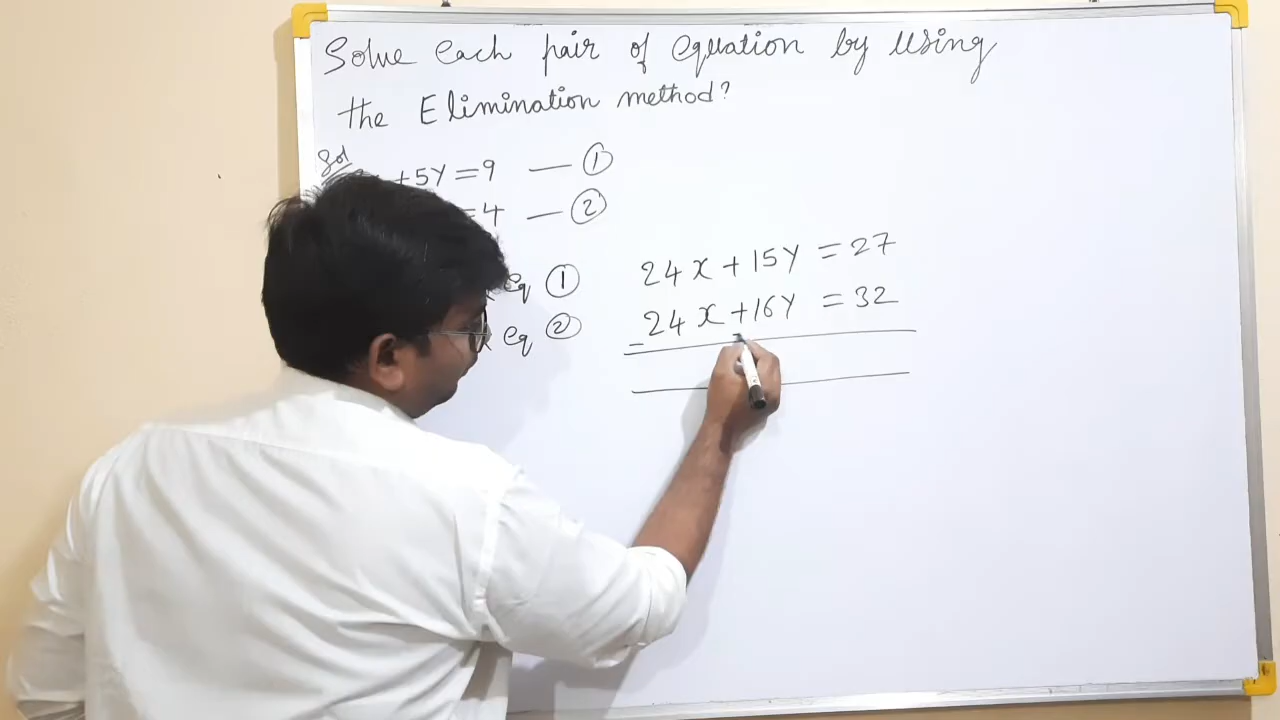 Solve each pair of equation by using
the Elimination method?
Sol
+5Y = 9 — ①
= 4 — ②
eq ①
eq ②
24x + 15Y = 27
24x + 16Y = 32
-